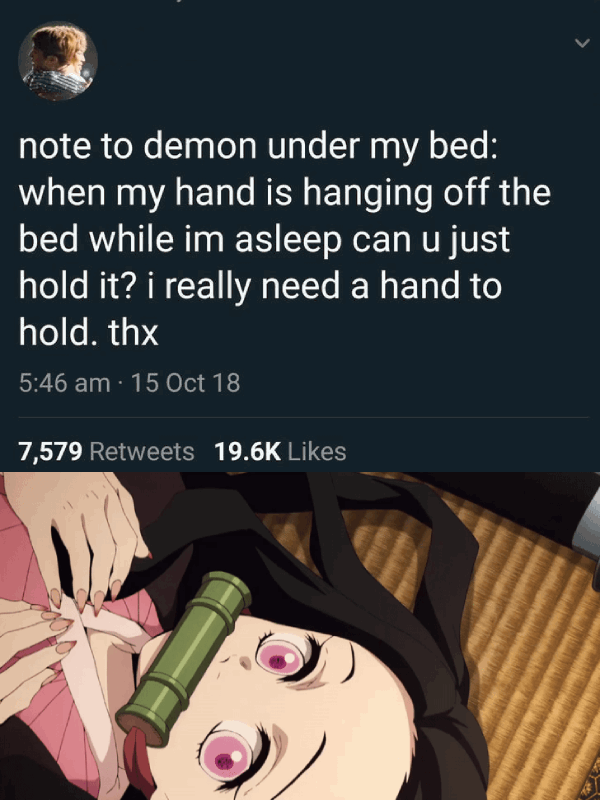 note to demon under my bed:
when my hand is hanging off the
bed while im asleep can u just
hold it? i really need a hand to
hold. thx
5:46 am · 15 Oct 18
7,579 Retweets 19.6K Likes